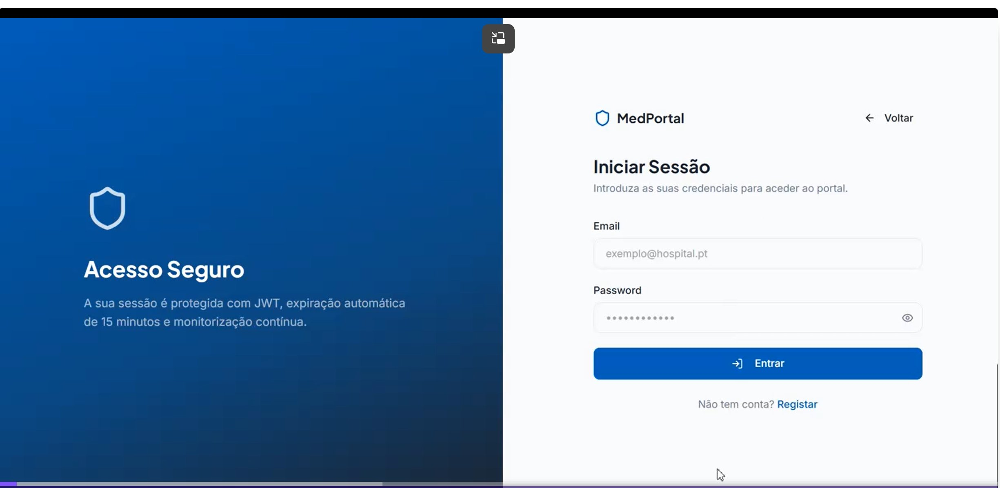 Acesso Seguro
A sua sessão é protegida com JWT, expiração automática
de 15 minutos e monitorização contínua.
MedPortal
Voltar
Iniciar Sessão
Introduza as suas credenciais para aceder ao portal.
Email
exemplo@hospital.pt
Password
••••••••••••
Entrar
Não tem conta? Registar